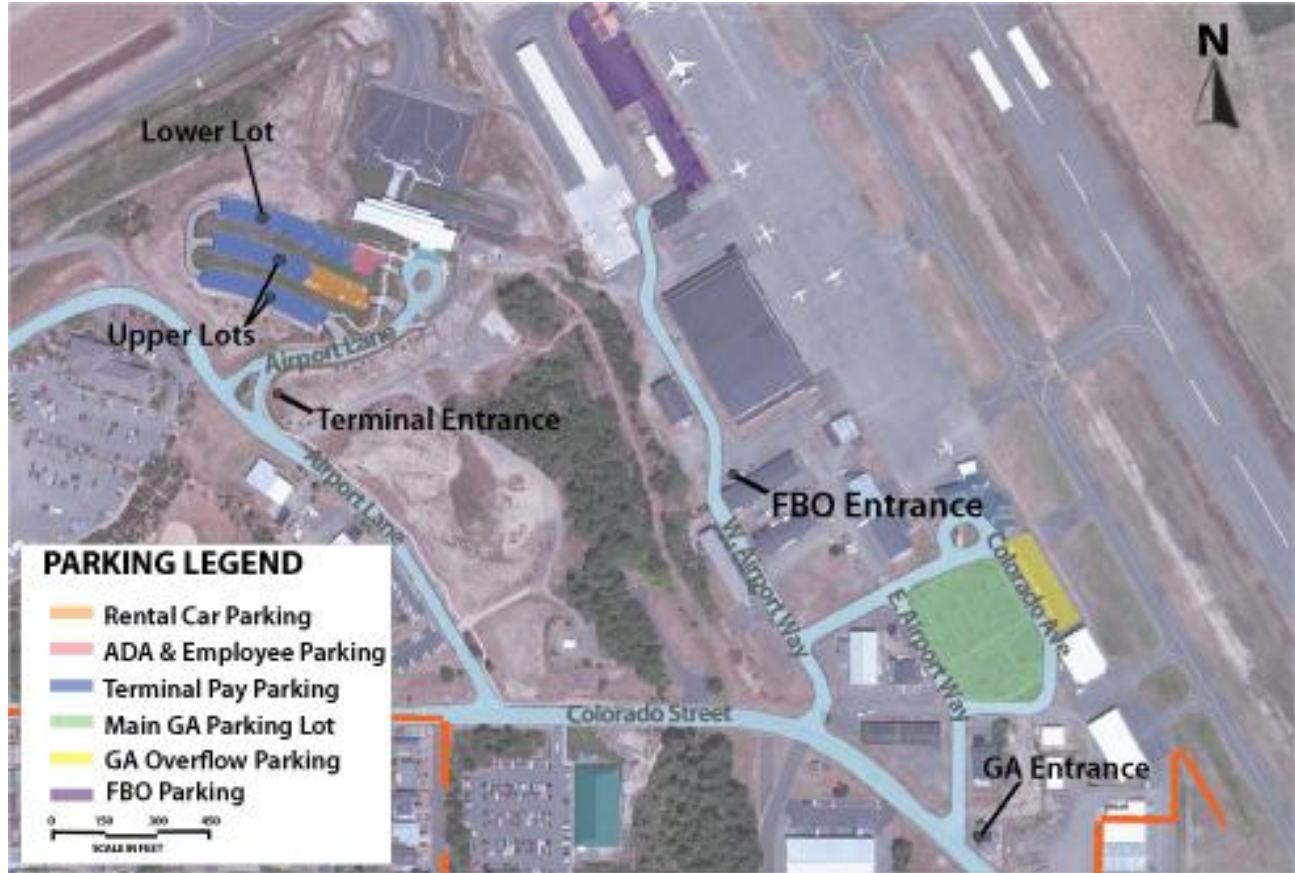 N
Lower Lot
Upper Lots
Airport Lane
Terminal Entrance
Airport Lane
FBO Entrance
W. Airport Way
Colorado Ave
E Airport Way
Colorado Street
GA Entrance
PARKING LEGEND
Rental Car Parking
ADA & Employee Parking
Terminal Pay Parking
Main GA Parking Lot
GA Overflow Parking
FBO Parking
0 150 300 450
SCALE IN FEET